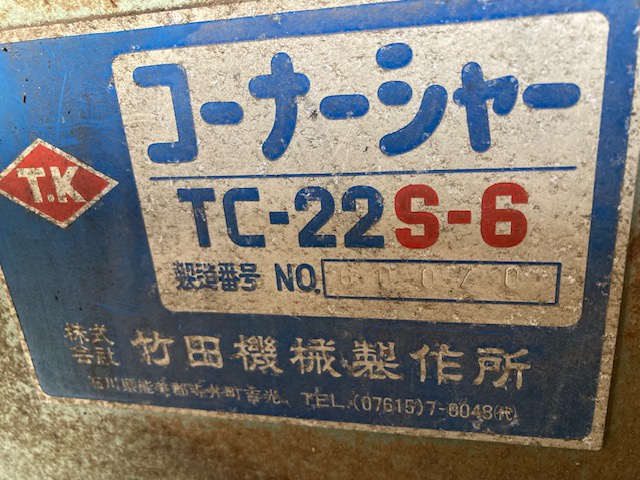 コーナーシャー
T.K
TC-22S-6
製造番号 NO.
株式会社 竹田機械製作所
石川県能美郡寺井町幸光 TEL.(07615)7-8048(代)